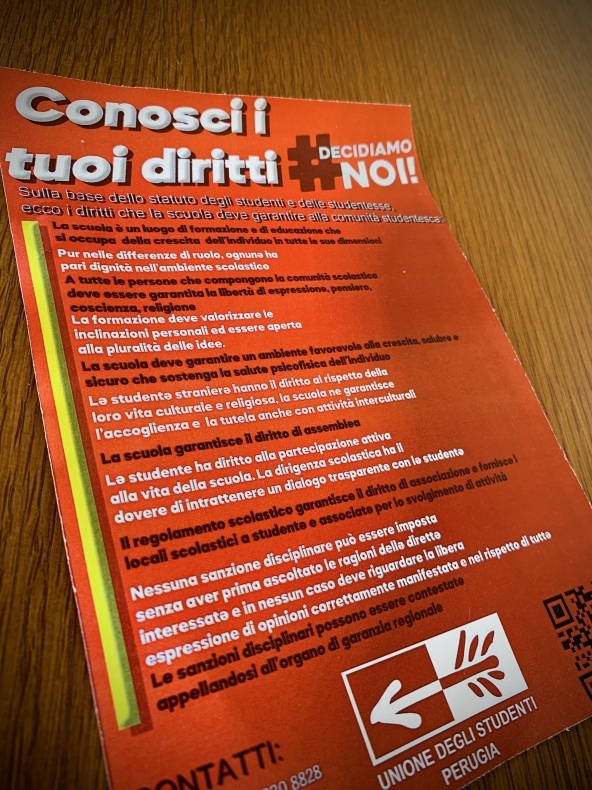 Conosci i
tuoi diritti
#DECIDIAMO
NOI!
Sulla base dello statuto degli studenti e delle studentesse,
ecco i diritti che la scuola deve garantire alla comunità studentesca:
La scuola è un luogo di formazione e di educazione che
si occupa della crescita dell'individuo in tutte le sue dimensioni
Pur nelle differenze di ruolo, ognunə ha
pari dignità nell'ambiente scolastico
A tutte le persone che compongono la comunità scolastica
deve essere garantita la libertà di espressione, pensiero,
coscienza, religione
La formazione deve valorizzare le
inclinazioni personali ed essere aperta
alla pluralità delle idee.
La scuola deve garantire un ambiente favorevole alla crescita, salubre e
sicuro che sostenga la salute psicofisica dell'individuo
Lə studentə stranierə hanno il diritto al rispetto della
loro vita culturale e religiosa, la scuola ne garantisce
l'accoglienza e la tutela anche con attività interculturali
La scuola garantisce il diritto di assemblea
Lə studente ha diritto alla partecipazione attiva
alla vita della scuola. La dirigenza scolastica ha il
dovere di intrattenere un dialogo trasparente con lə studentə
Il regolamento scolastico garantisce il diritto di associazione e fornisce i
locali scolastici a studente e associate per lo svolgimento di attività
Nessuna sanzione disciplinare può essere imposta
senza aver prima ascoltato le ragioni dellə direttə
interessatə e in nessun caso deve riguardare la libera
espressione di opinioni correttamente manifestata e nel rispetto di tuttə
Le sanzioni disciplinari possono essere contestate
appellandosi all'organo di garanzia regionale
UNIONE DEGLI STUDENTI
PERUGIA
CONTATTI:
8828